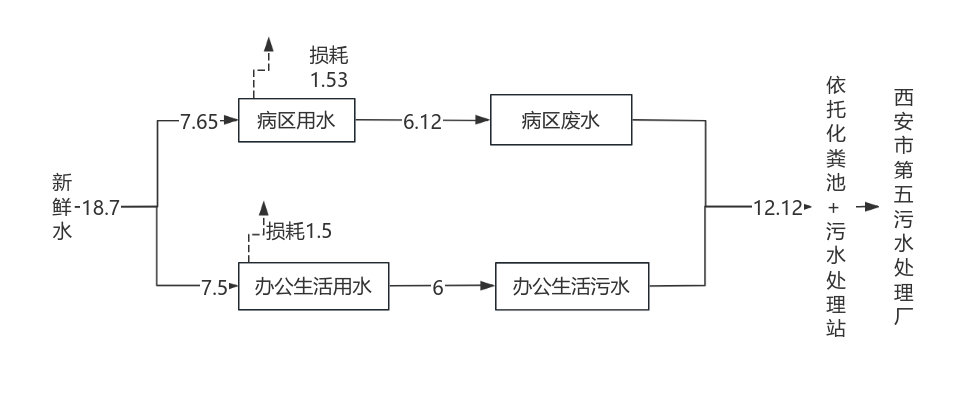 损耗
1.53
7.65
病区用水
6.12
病区废水
新鲜水
18.7
损耗1.5
7.5
办公生活用水
6
办公生活污水
12.12
依托化粪池+污水处理站
西安市第五污水处理厂